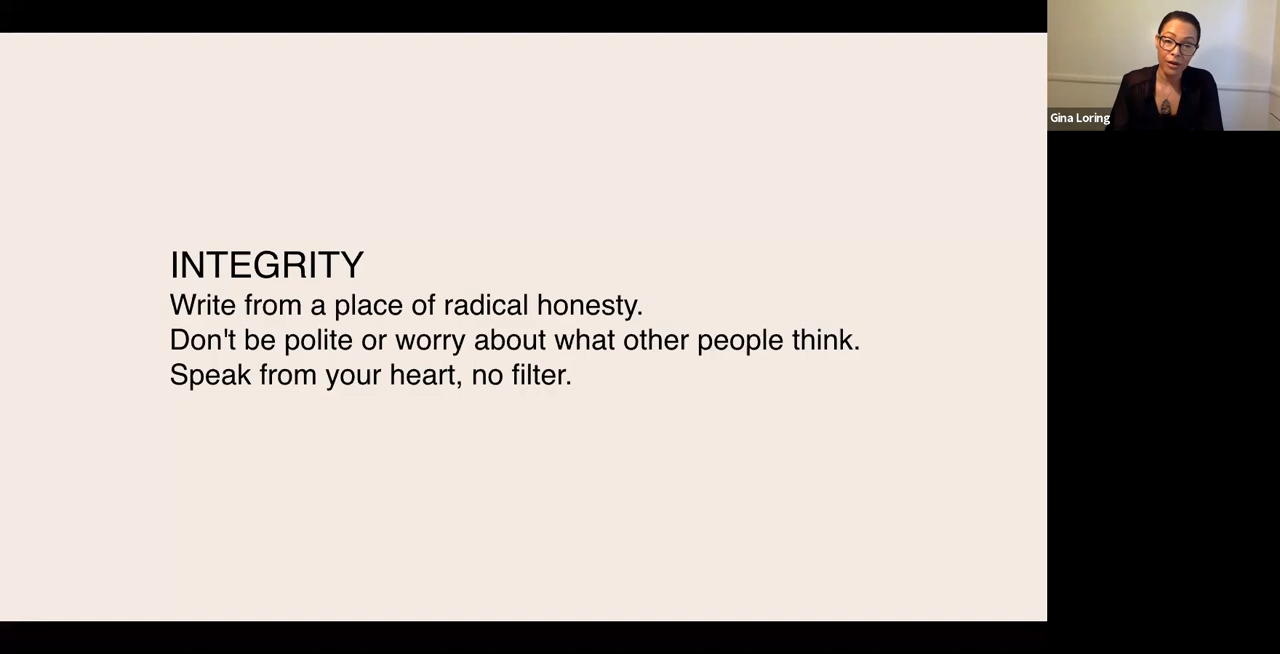 INTEGRITY
Write from a place of radical honesty.
Don't be polite or worry about what other people think.
Speak from your heart, no filter.
Gina Loring